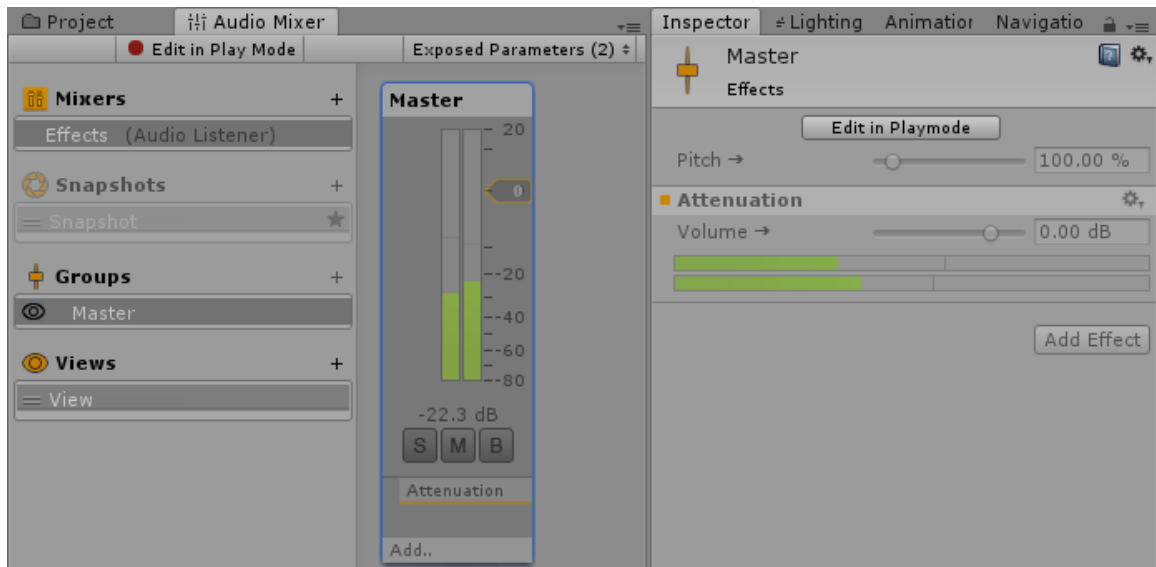 Project
Audio Mixer
Edit in Play Mode
Exposed Parameters (2)
Mixers +
Effects (Audio Listener)
Snapshots +
Snapshot
Groups +
Master
Views +
View
Master
20
0
-20
-40
-60
-80
-22.3 dB
S M B
Attenuation
Add..
Inspector Lighting Animation Navigatio
Master
Effects
Edit in Playmode
Pitch → 100.00 %
Attenuation
Volume → 0.00 dB
Add Effect